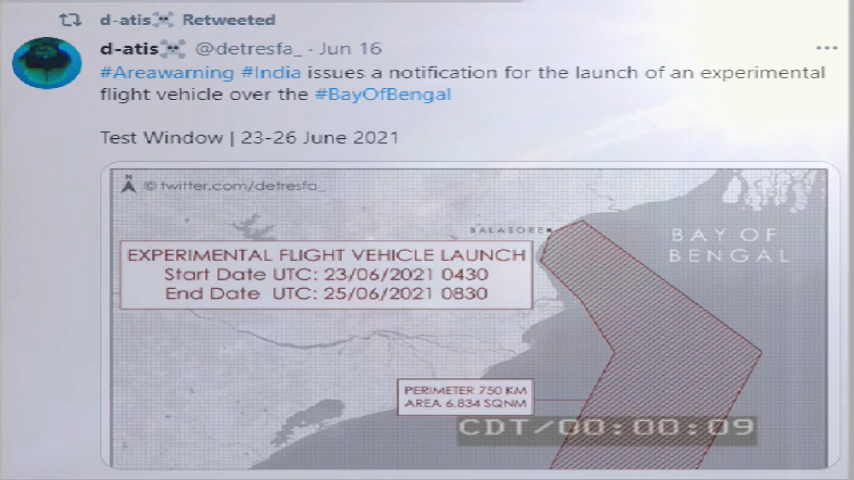 d-atis☠️ Retweeted
d-atis☠️ @detresfa_ · Jun 16
#Areawarning #India issues a notification for the launch of an experimental
flight vehicle over the #BayOfBengal
Test Window | 23-26 June 2021
N
© twitter.com/detresfa_
BALASORE
BAY OF
BENGAL
EXPERIMENTAL FLIGHT VEHICLE LAUNCH
Start Date UTC: 23/06/2021 0430
End Date UTC: 25/06/2021 0830
PERIMETER 750 KM
AREA 6,834 SQNM
CDT/00:00:09